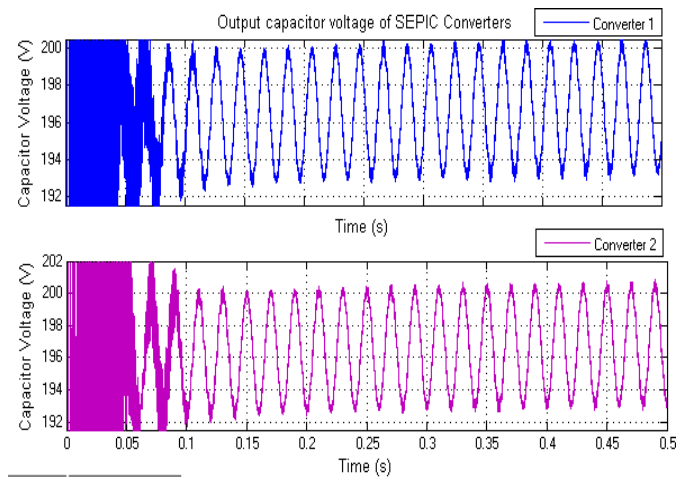 Output capacitor voltage of SEPIC Converters
Converter 1
Capacitor Voltage (V)
200
198
196
194
192
Time (s)
Converter 2
Capacitor Voltage (V)
202
200
198
196
194
192
0 0.05 0.1 0.15 0.2 0.25 0.3 0.35 0.4 0.45 0.5
Time (s)